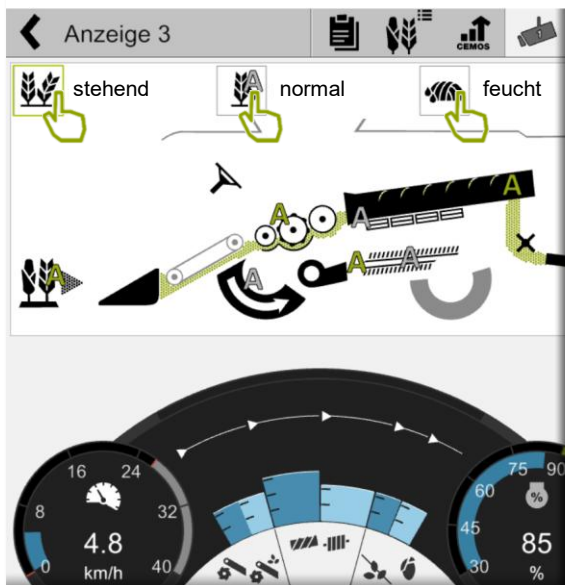 Anzeige 3
CEMOS
stehend
A
normal
feucht
A
A
A
A
A
A
A
16
24
8
32
0
40
4.8
km/h
75
90
60
%
45
30
85
%